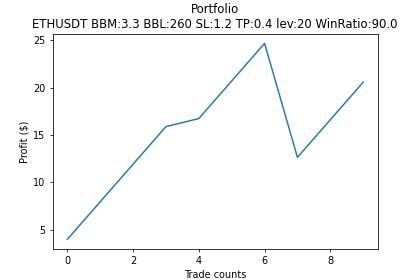 Portfolio
ETHUSDT BBM:3.3 BBL:260 SL:1.2 TP:0.4 lev:20 WinRatio:90.0
25
20
15
10
5
Profit ($)
0 2 4 6 8
Trade counts